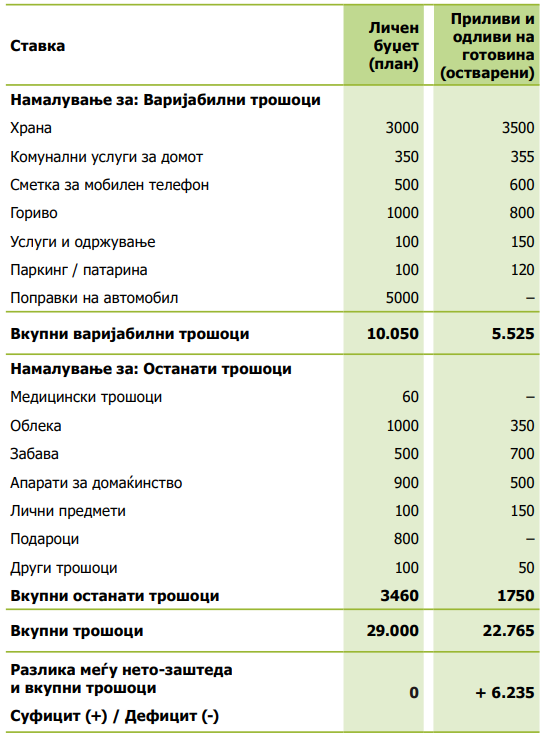 Ставка Личен буџет (план) Приливи и одливи на готовина (остварени)
Намалување за: Варијабилни трошоци
Храна 3000 3500
Комунални услуги за домот 350 355
Сметка за мобилен телефон 500 600
Гориво 1000 800
Услуги и одржување 100 150
Паркинг / патарина 100 120
Поправки на автомобил 5000 –
Вкупни варијабилни трошоци 10.050 5.525
Намалување за: Останати трошоци
Медицински трошоци 60 –
Облека 1000 350
Забава 500 700
Апарати за домаќинство 900 500
Лични предмети 100 150
Подароци 800 –
Други трошоци 100 50
Вкупни останати трошоци 3460 1750
Вкупни трошоци 29.000 22.765
Разлика меѓу нето-заштеда
и вкупни трошоци 0 + 6.235
Суфицит (+) / Дефицит (-)